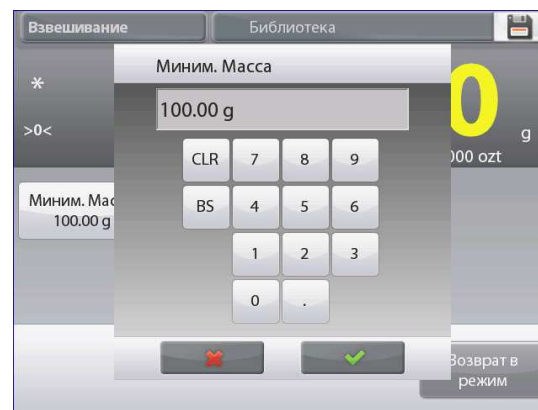 Взвешивание
Библиотека
Миним. Масса
*
100.00 g
0
g
>0<
000 ozt
CLR 7 8 9
Миним. Мас
100.00 g
BS 4 5 6
1 2 3
0 .
Возврат в
режим